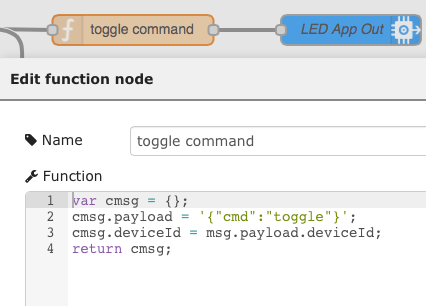 toggle command
LED App Out
Edit function node
Name
toggle command
Function
1 var cmsg = {};
2 cmsg.payload = '{"cmd":"toggle"}';
3 cmsg.deviceId = msg.payload.deviceId;
4 return cmsg;